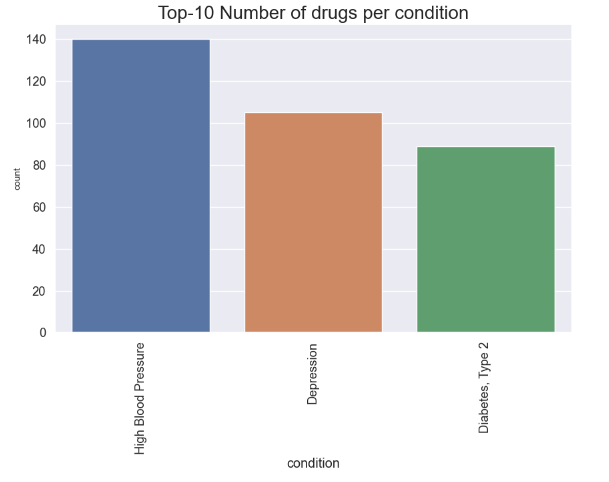 Top-10 Number of drugs per condition
140
120
100
80
60
40
20
0
count
High Blood Pressure
Depression
Diabetes, Type 2
condition